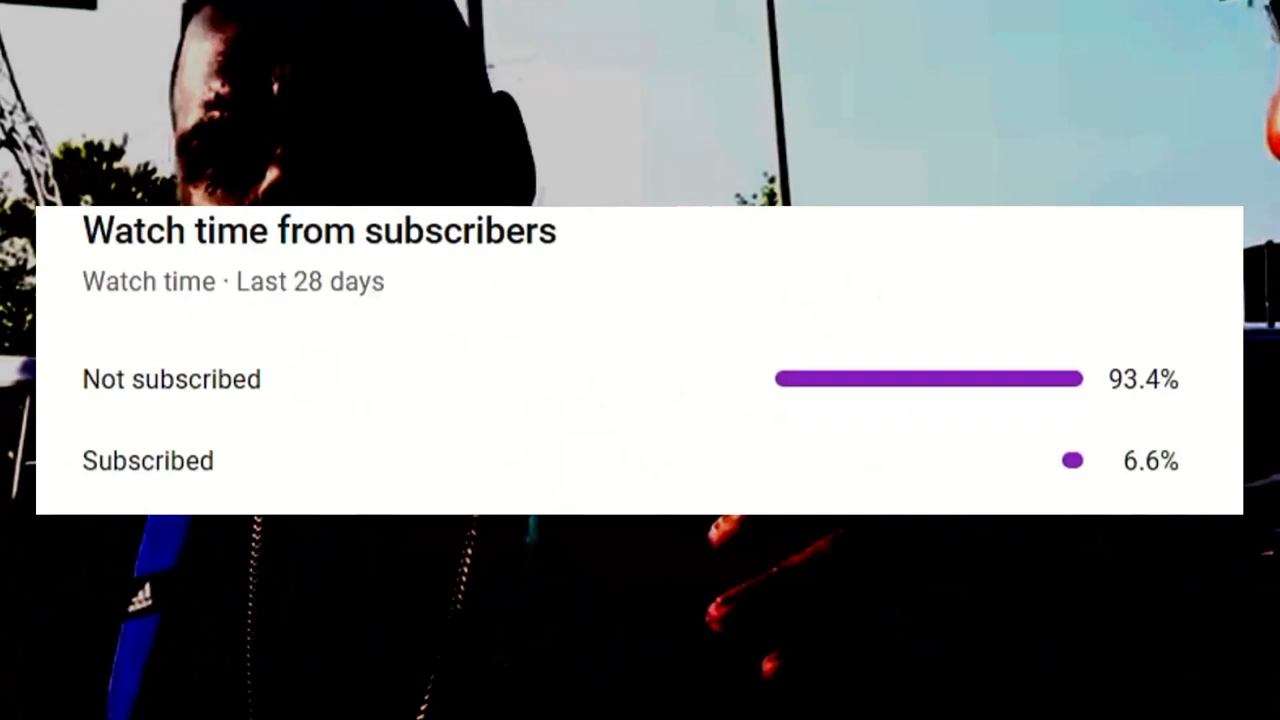 Watch time from subscribers
Watch time · Last 28 days
Not subscribed 93.4%
Subscribed 6.6%